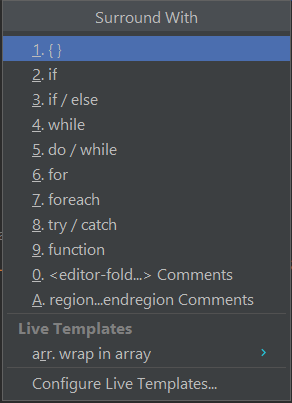 Surround With
1. { }
2. if
3. if / else
4. while
5. do / while
6. for
7. foreach
8. try / catch
9. function
0. <editor-fold...> Comments
A. region...endregion Comments
Live Templates
arr. wrap in array
Configure Live Templates...